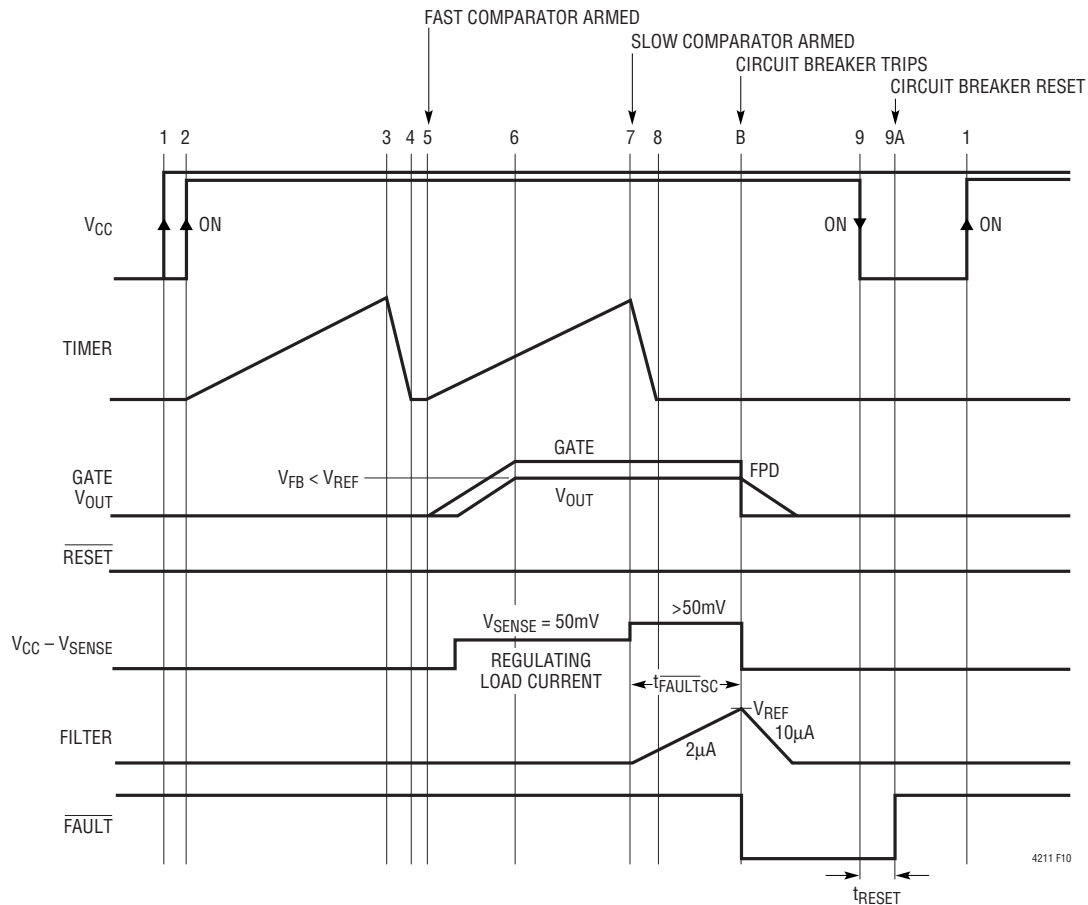 FAST COMPARATOR ARMED
SLOW COMPARATOR ARMED
CIRCUIT BREAKER TRIPS
CIRCUIT BREAKER RESET
1 2 3 4 5 6 7 8 B 9 9A 1
VCC ON ON ON
TIMER
GATE
VOUT
VFB < VREF
GATE
VOUT
FPD
RESET
VCC – VSENSE
VSENSE = 50mV
>50mV
REGULATING
LOAD CURRENT
tFAULTSC
FILTER
VREF
2µA
10µA
FAULT
4211 F10
tRESET